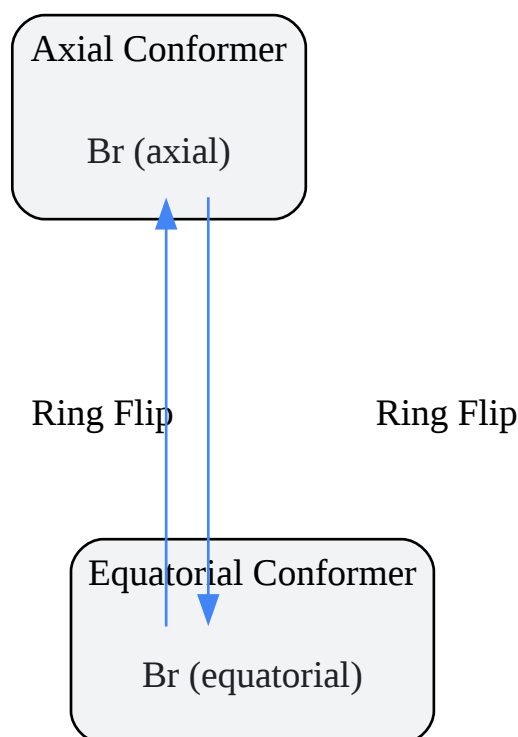 Axial Conformer
Br (axial)
Ring Flip
Ring Flip
Equatorial Conformer
Br (equatorial)